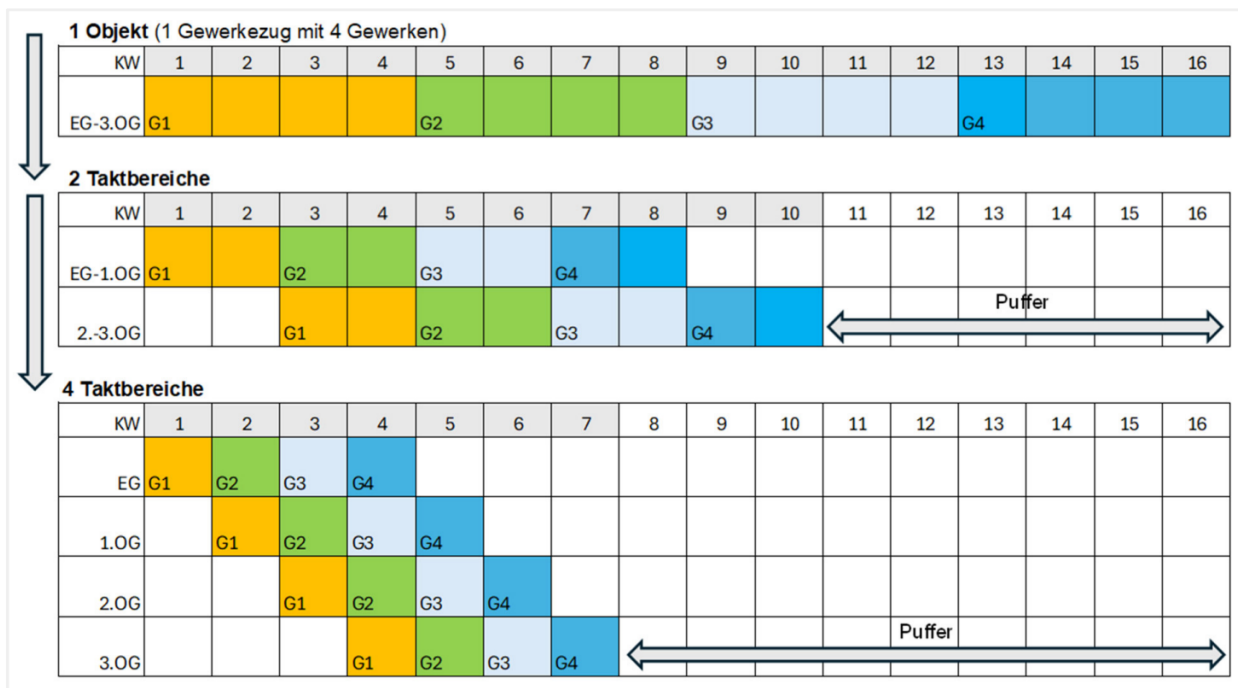 1 Objekt (1 Gewerkezug mit 4 Gewerken)
KW 1 2 3 4 5 6 7 8 9 10 11 12 13 14 15 16
EG-3.OG G1 G2 G3 G4
2 Taktbereiche
KW 1 2 3 4 5 6 7 8 9 10 11 12 13 14 15 16
EG-1.OG G1 G2 G3 G4
Puffer
2.-3.OG G1 G2 G3 G4
4 Taktbereiche
KW 1 2 3 4 5 6 7 8 9 10 11 12 13 14 15 16
EG G1 G2 G3 G4
1.OG G1 G2 G3 G4
2.OG G1 G2 G3 G4
Puffer
3.OG G1 G2 G3 G4